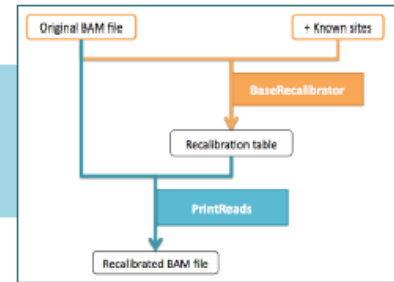 Original BAM file
+ Known sites
BaseRecalibrator
Recalibration table
PrintReads
Recalibrated BAM file